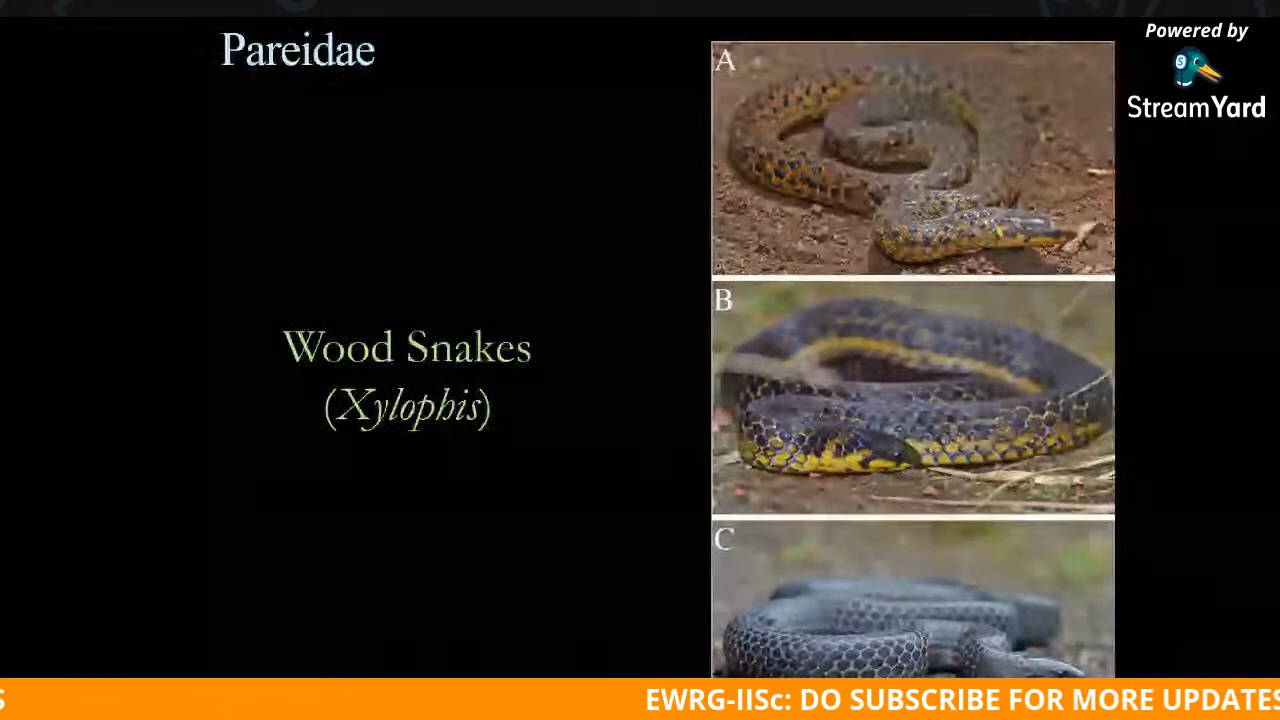 Pareidae
Powered by
StreamYard
A
B
Wood Snakes
(Xylophis)
C
S
EWRG-IISc: DO SUBSCRIBE FOR MORE UPDATES